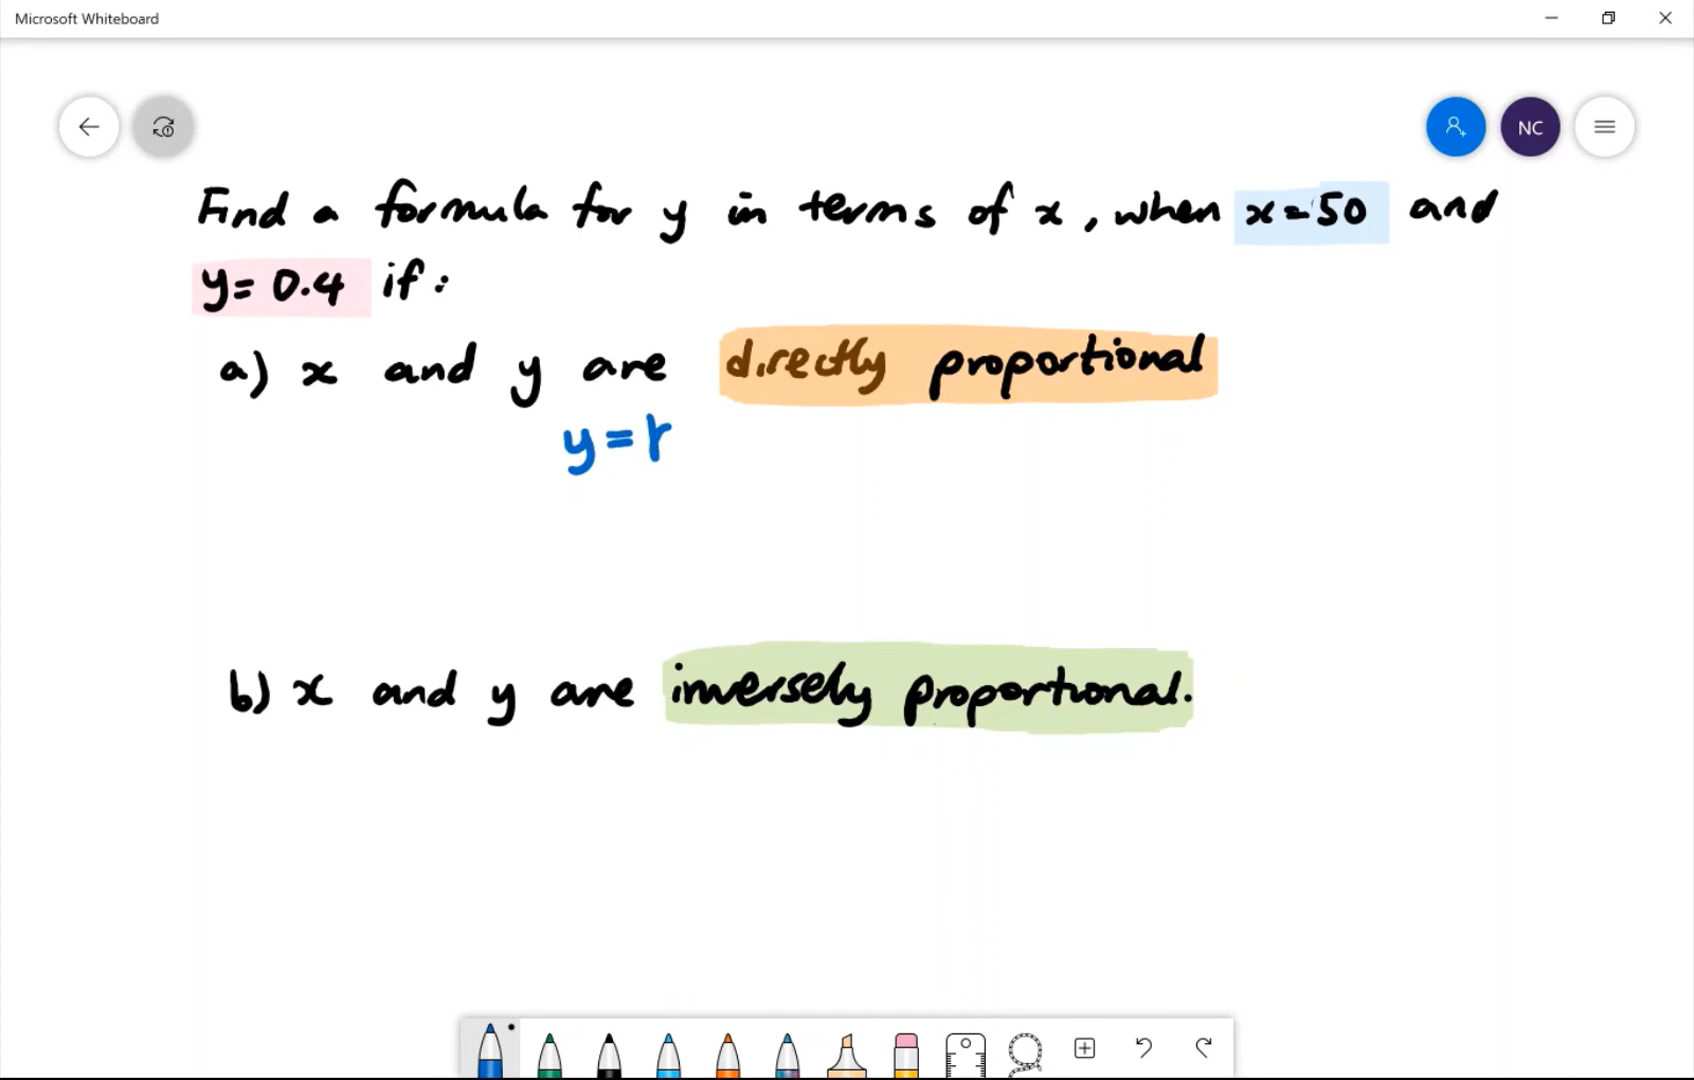 Microsoft Whiteboard
NC
Find a formula for y in terms of x, when x=50 and
y= 0.4 if:
a) x and y are directly proportional
y=
b) x and y are inversely proportional.